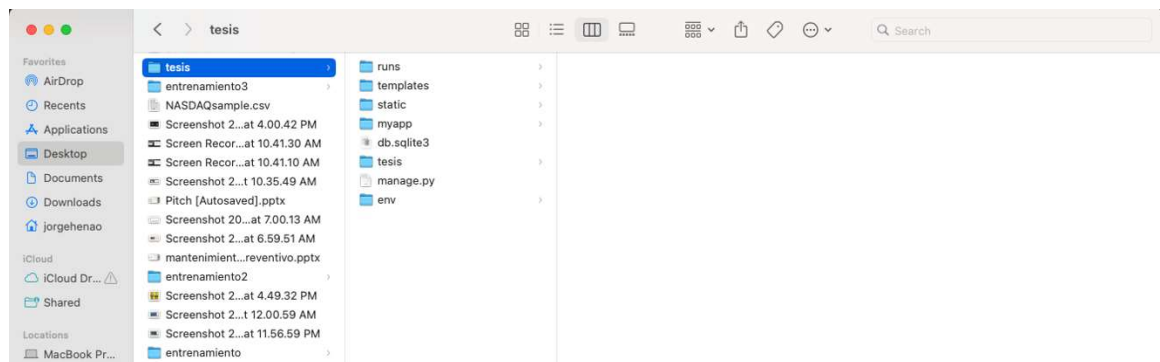 tesis
Search
Favorites
AirDrop
Recents
Applications
Desktop
Documents
Downloads
jorgehenao
iCloud
iCloud Dr...
Shared
Locations
MacBook Pr...
tesis
entrenamiento3
NASDAQsample.csv
Screenshot 2...at 4.00.42 PM
Screen Recor...at 10.41.30 AM
Screen Recor...at 10.41.10 AM
Screenshot 2...t 10.35.49 AM
Pitch [Autosaved].pptx
Screenshot 20...at 7.00.13 AM
Screenshot 2...at 6.59.51 AM
mantenimient...reventivo.pptx
entrenamiento2
Screenshot 2...at 4.49.32 PM
Screenshot 2...t 12.00.59 AM
Screenshot 2...at 11.56.59 PM
entrenamiento
runs
templates
static
myapp
db.sqlite3
tesis
manage.py
env